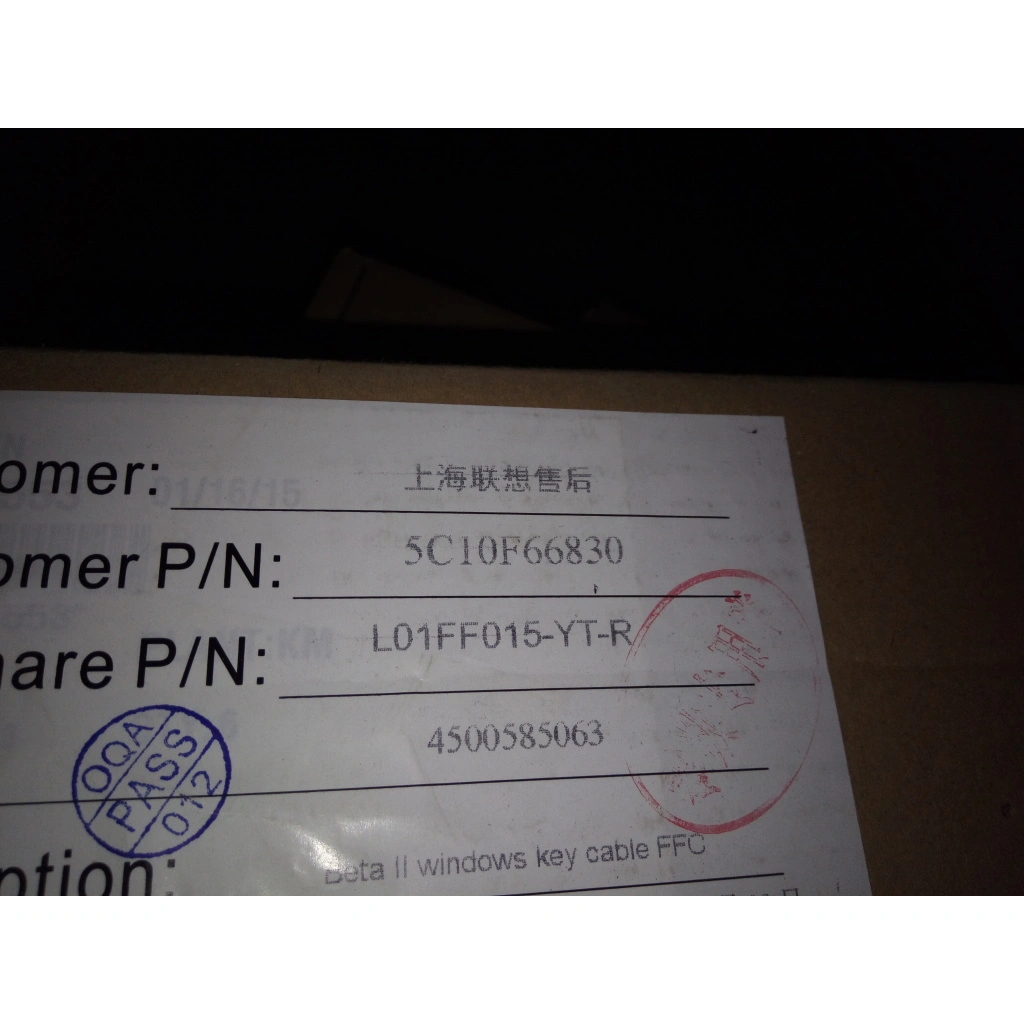 omer: 上海联想售后
omer P/N: 5C10F66830
hare P/N: L01FF015-YT-R
4500585063
OQA
PASS
012
ption: Beta II windows key cable FFC